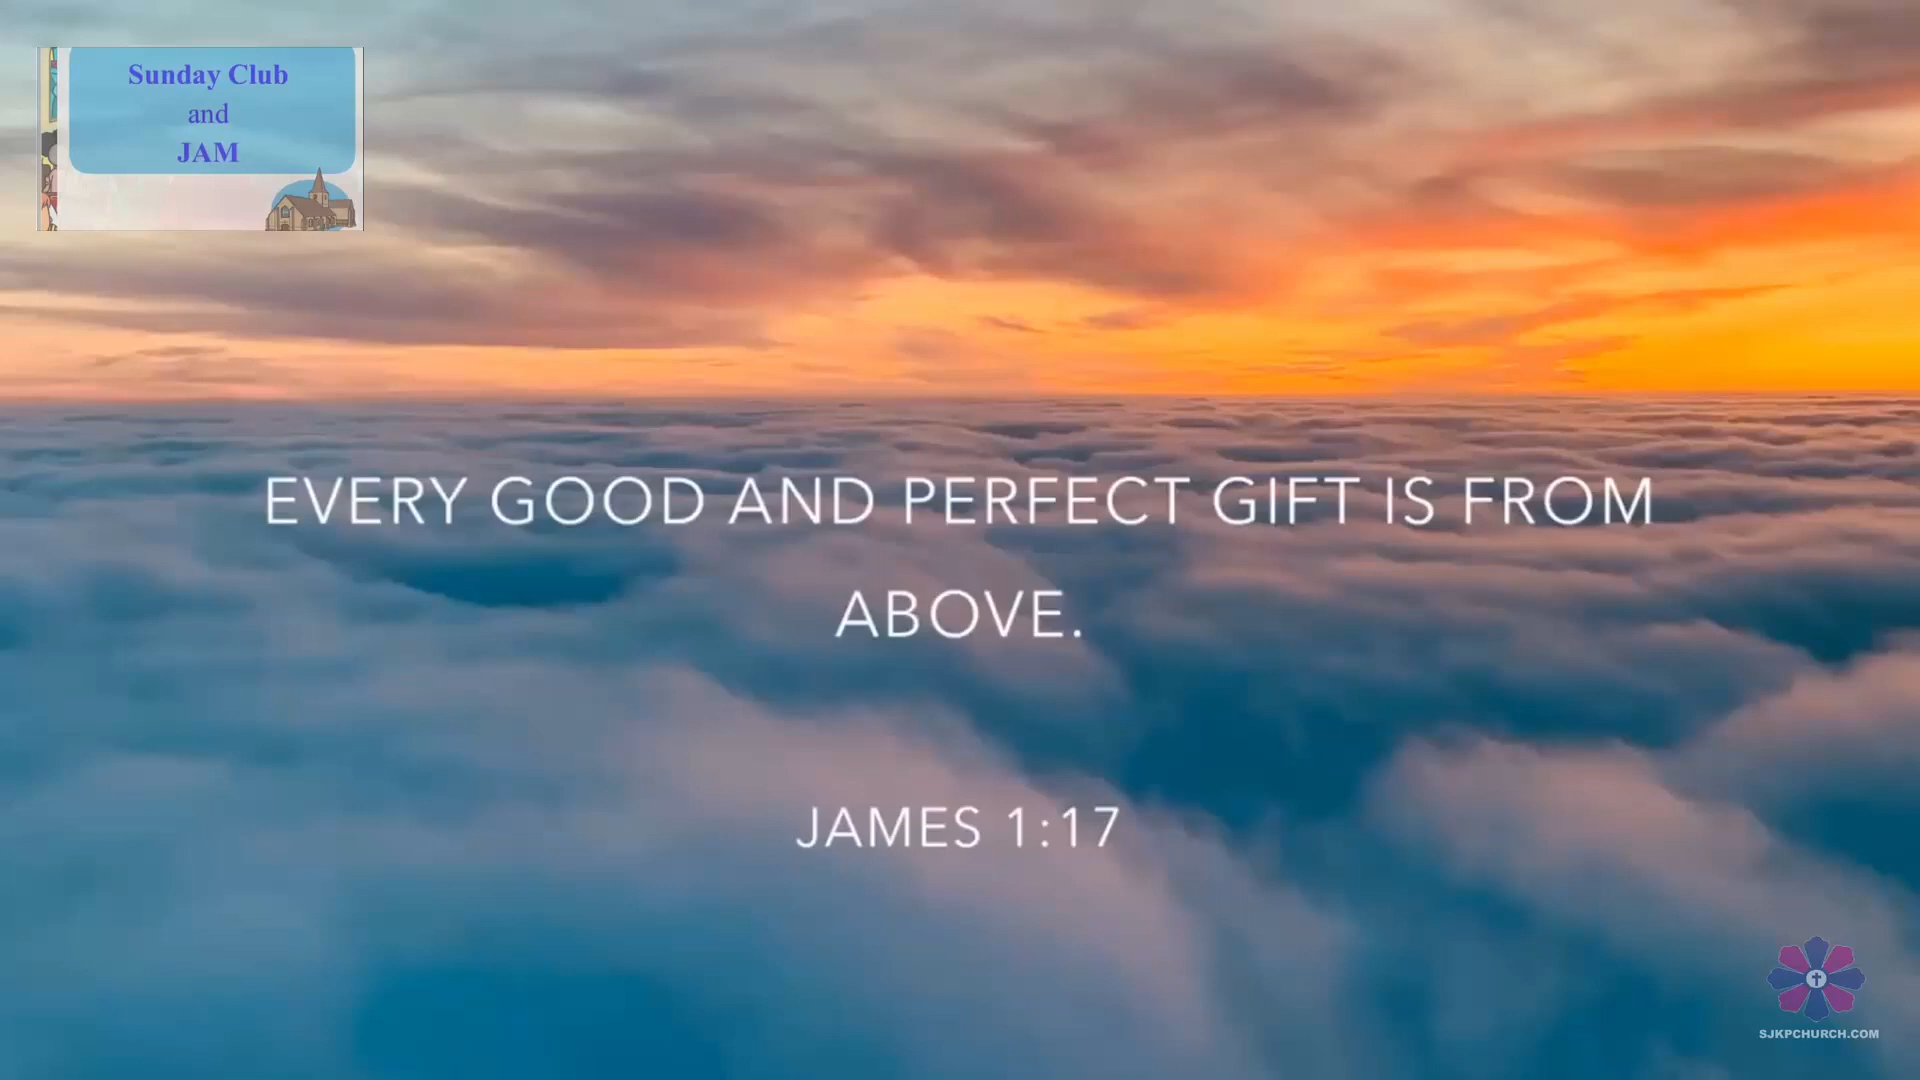 Sunday Club
and
JAM
EVERY GOOD AND PERFECT GIFT IS FROM
ABOVE.
JAMES 1:17
SJKPCHURCH.COM